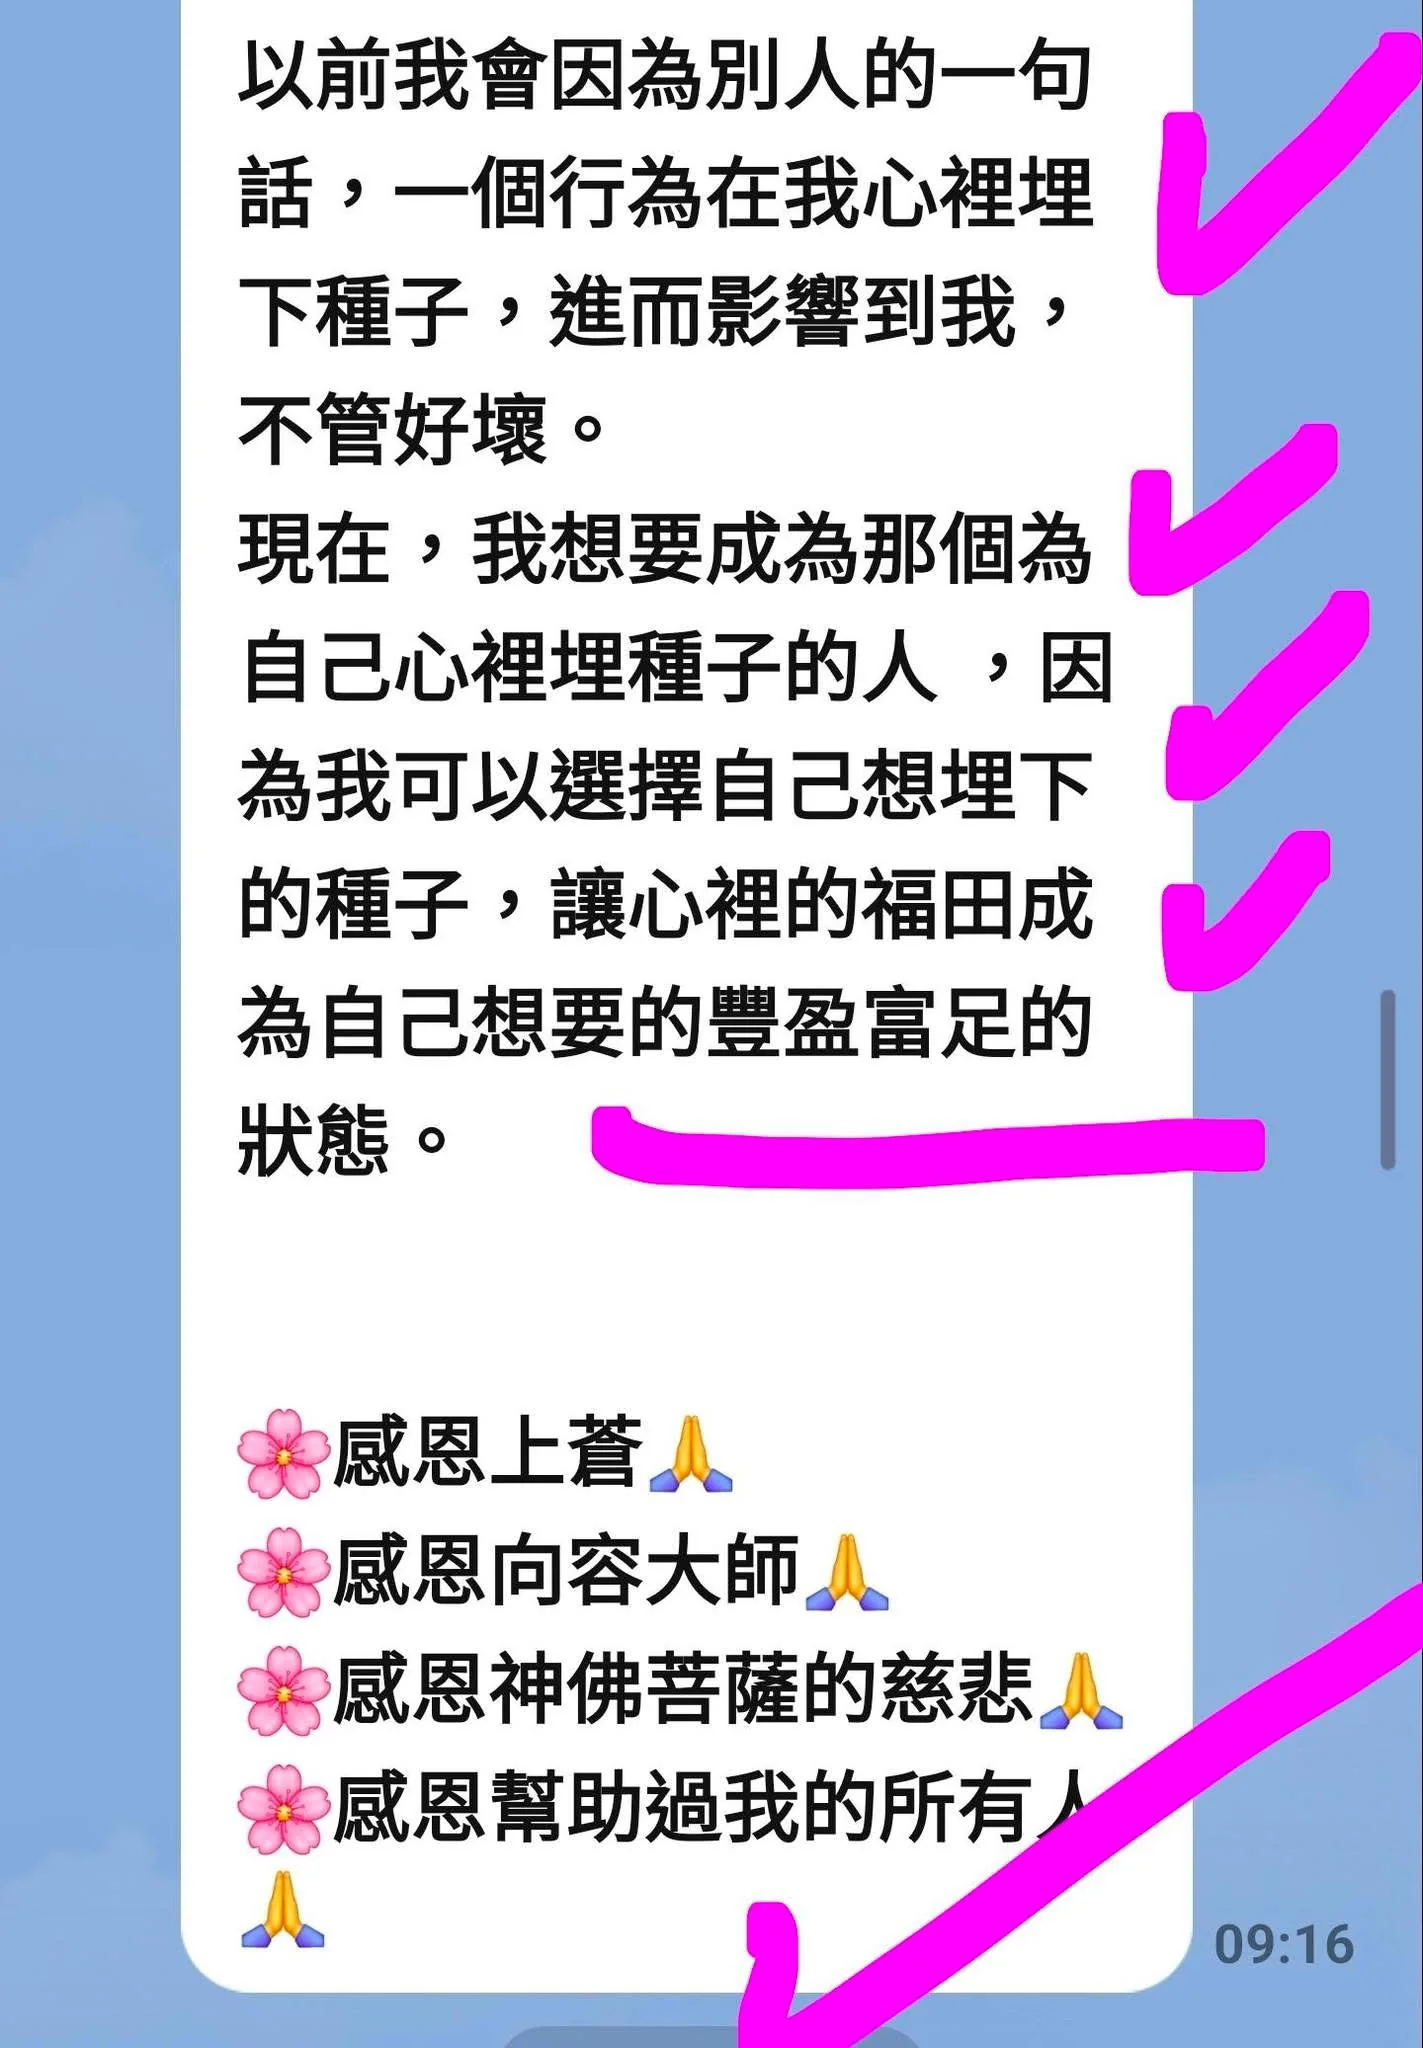 以前我會因為別人的一句
話，一個行為在我心裡埋
下種子，進而影響到我，
不管好壞。
現在，我想要成為那個為
自己心裡埋種子的人 ，因
為我可以選擇自己想埋下
的種子，讓心裡的福田成
為自己想要的豐盈富足的
狀態。
🌸感恩上蒼🙏
🌸感恩向容大師🙏
🌸感恩神佛菩薩的慈悲🙏
🌸感恩幫助過我的所有人
🙏
09:16